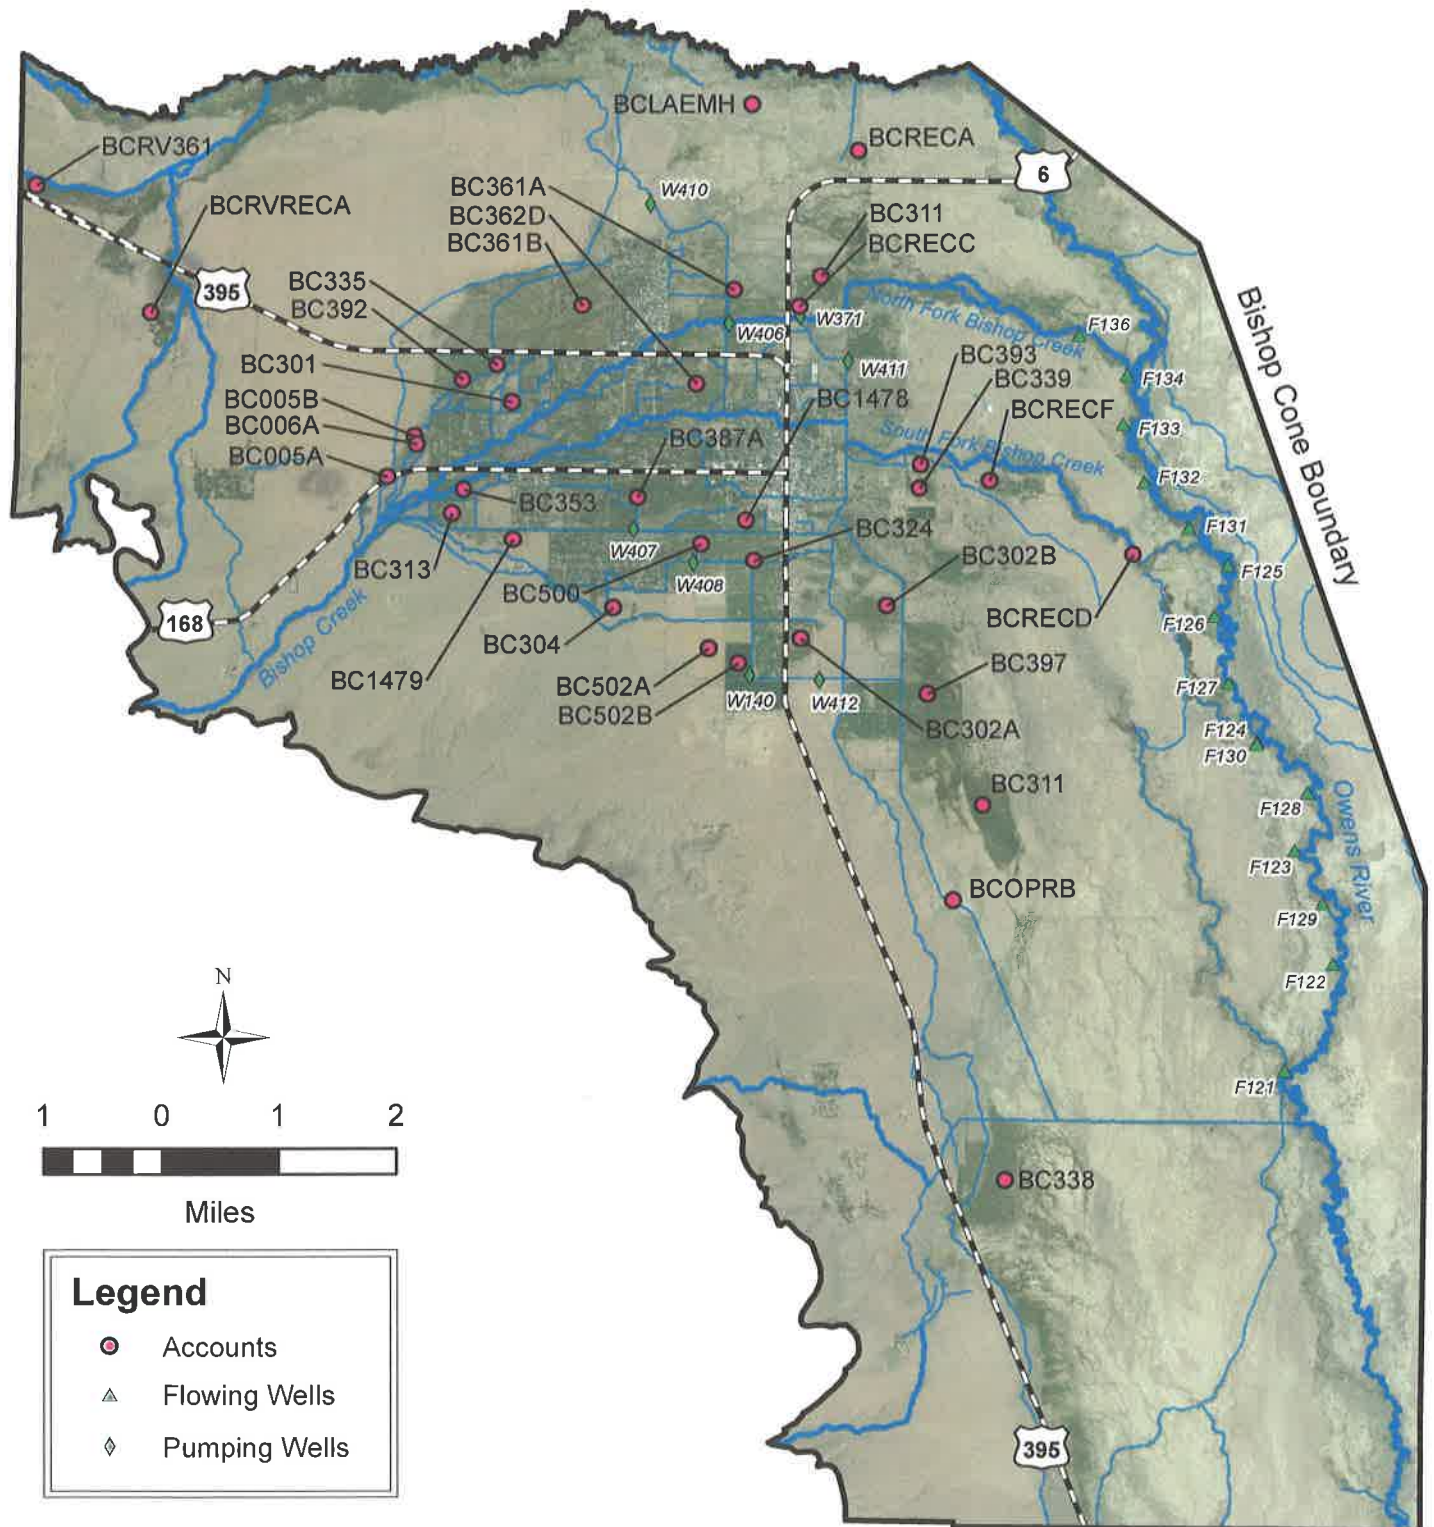 BCLAEMH
BCRECA
BCRV361
6
BC361A
W410
BCRVRECA
BC362D
BC311
BC361B
BCRECC
BC335
395
BC392
North Fork Bishop Creek
W371
W406
F136
BC301
BC393
W411
BC339
F134
BC005B
BC1478
BCRECF
BC006A
F133
BC387A
South Fork Bishop Creek
BC005A
F132
Bishop Cone Boundary
BC353
F131
BC324
W407
BC302B
BC313
F125
W408
BC500
BCRECD
168
F126
Bishop Creek
BC304
BC397
BC1479
BC502A
F127
W140
W412
BC502B
BC302A
F124
F130
BC311
F128
Owens River
F123
BCOPRB
F129
N
F122
F121
1 0 1 2
Miles
BC338
Legend
Accounts
Flowing Wells
Pumping Wells
395